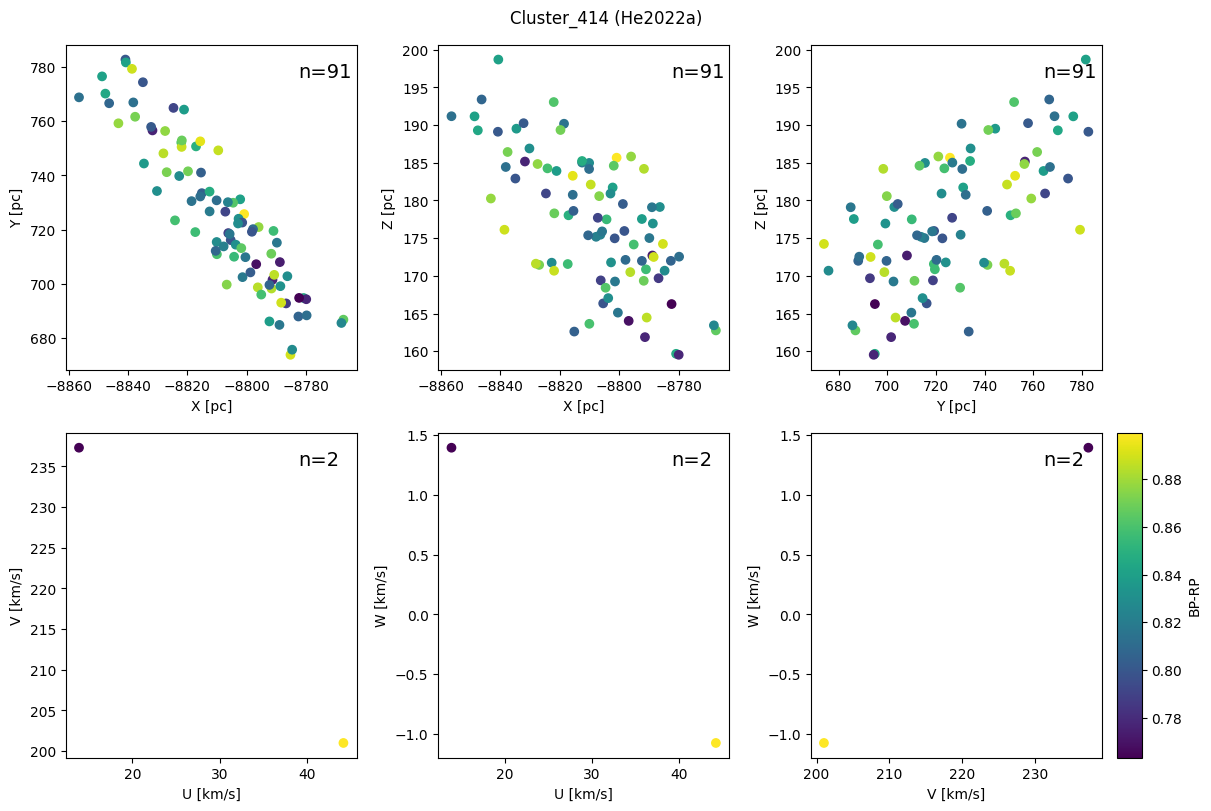 Cluster_414 (He2022a)
n=91
780
760
740
720
700
680
Y [pc]
−8860 −8840 −8820 −8800 −8780
X [pc]
n=91
200
195
190
185
180
175
170
165
160
Z [pc]
−8860 −8840 −8820 −8800 −8780
X [pc]
n=91
200
195
190
185
180
175
170
165
160
Z [pc]
680 700 720 740 760 780
Y [pc]
n=2
235
230
225
220
215
210
205
200
V [km/s]
20 30 40
U [km/s]
n=2
1.5
1.0
0.5
0.0
−0.5
−1.0
W [km/s]
20 30 40
U [km/s]
n=2
1.5
1.0
0.5
0.0
−0.5
−1.0
W [km/s]
200 210 220 230
V [km/s]
0.88
0.86
0.84
0.82
0.80
0.78
BP-RP